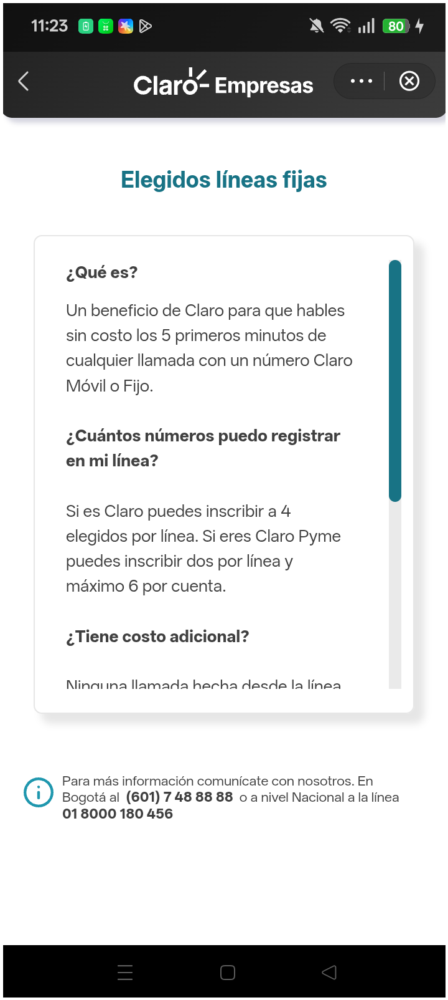 11:23
80
Claro Empresas
Elegidos líneas fijas
¿Qué es?
Un beneficio de Claro para que hables
sin costo los 5 primeros minutos de
cualquier llamada con un número Claro
Móvil o Fijo.
¿Cuántos números puedo registrar
en mi línea?
Si es Claro puedes inscribir a 4
elegidos por línea. Si eres Claro Pyme
puedes inscribir dos por línea y
máximo 6 por cuenta.
¿Tiene costo adicional?
Ninguna llamada hecha desde la línea
Para más información comunícate con nosotros. En
Bogotá al (601) 7 48 88 88 o a nivel Nacional a la línea
01 8000 180 456